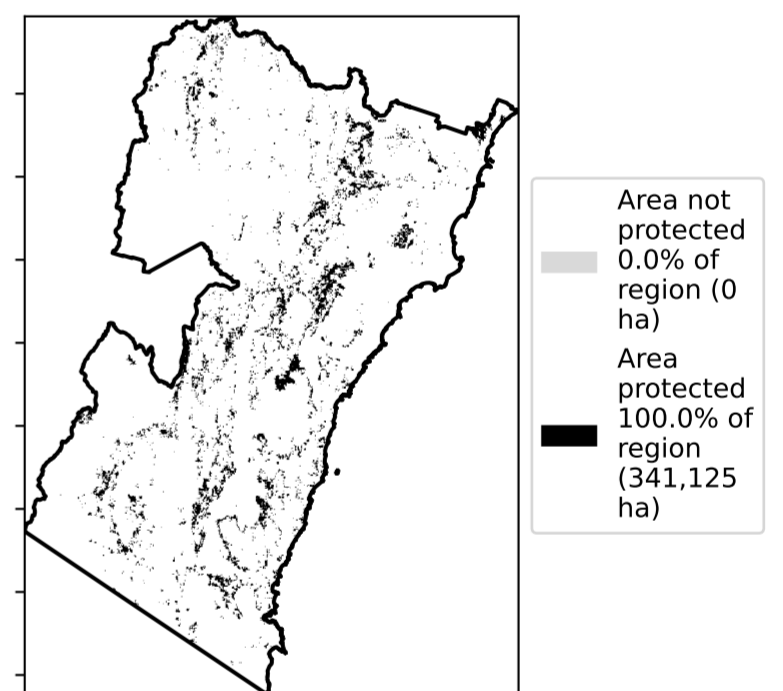 Area not
protected
0.0% of
region (0
ha)
Area
protected
100.0% of
region
(341,125
ha)